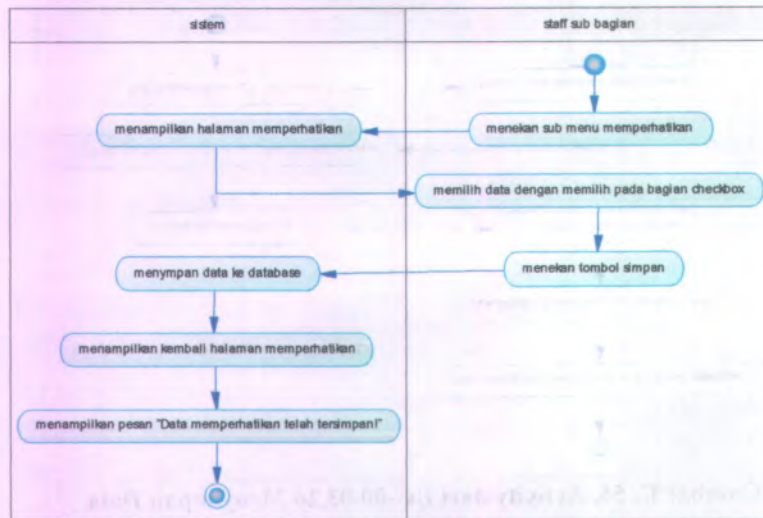 sistem
staff sub bagian
menekan sub menu memperhatikan
menampilkan halaman memperhatikan
memilih data dengan memilih pada bagian checkbox
menekan tombol simpan
menympan data ke database
menampilkan kembali halaman memperhatikan
menampilkan pesan "Data memperhatikan telah tersimpan!"